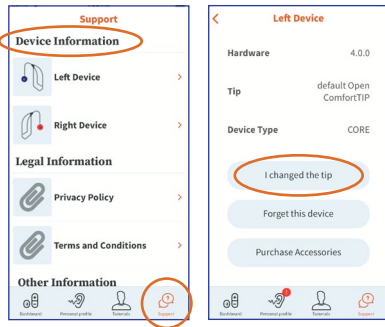 Support
Device Information
Left Device
Right Device
Legal Information
Privacy Policy
Terms and Conditions
Other Information
Dashboard
Personal profile
Tutorials
Support
Left Device
Hardware
4.0.0
Tip
default Open
ComfortTIP
Device Type
CORE
I changed the tip
Forget this device
Purchase Accessories
Dashboard
Personal profile
Tutorials
Support